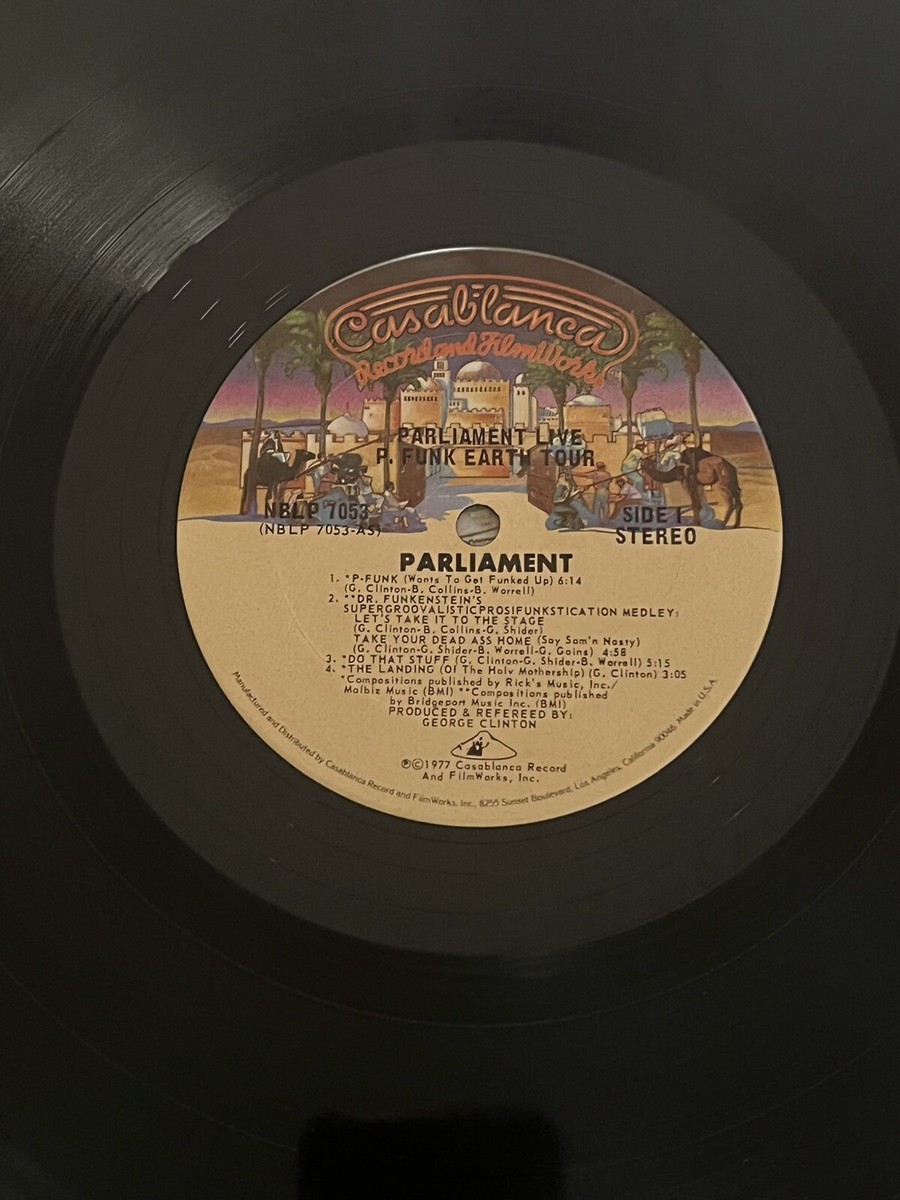 Casablanca
Record and FilmWorks
PARLIAMENT LIVE
P. FUNK EARTH TOUR
NBLP 7053
(NBLP 7053-AS)
SIDE 1
STEREO
PARLIAMENT
1. *P-FUNK (Wants To Get Funked Up) 6:14
(G. Clinton-B. Collins-B. Worrell)
2. **DR. FUNKENSTEIN'S
SUPERGROOVALISTICPROSIFUNKSTICATION MEDLEY:
LET'S TAKE IT TO THE STAGE
(G. Clinton-B. Collins-G. Shider)
TAKE YOUR DEAD ASS HOME (Say Som'n Nasty)
(G. Clinton-G. Shider-B. Worrell-G. Goins) 4:58
3. *DO THAT STUFF (G. Clinton-G. Shider-B. Worrell) 5:15
4. *THE LANDING (Of The Holy Mothership) (G. Clinton) 3:05
*Compositions published by Rick's Music, Inc./
Malbiz Music (BMI) **Compositions published
by Bridgeport Music Inc. (BMI)
PRODUCED & REFEREED BY:
GEORGE CLINTON
Ⓟ©1977 Casablanca Record
And FilmWorks, Inc.
Manufactured and Distributed by Casablanca Record and FilmWorks, Inc., 8255 Sunset Boulevard, Los Angeles, California 90046 Made in U.S.A.